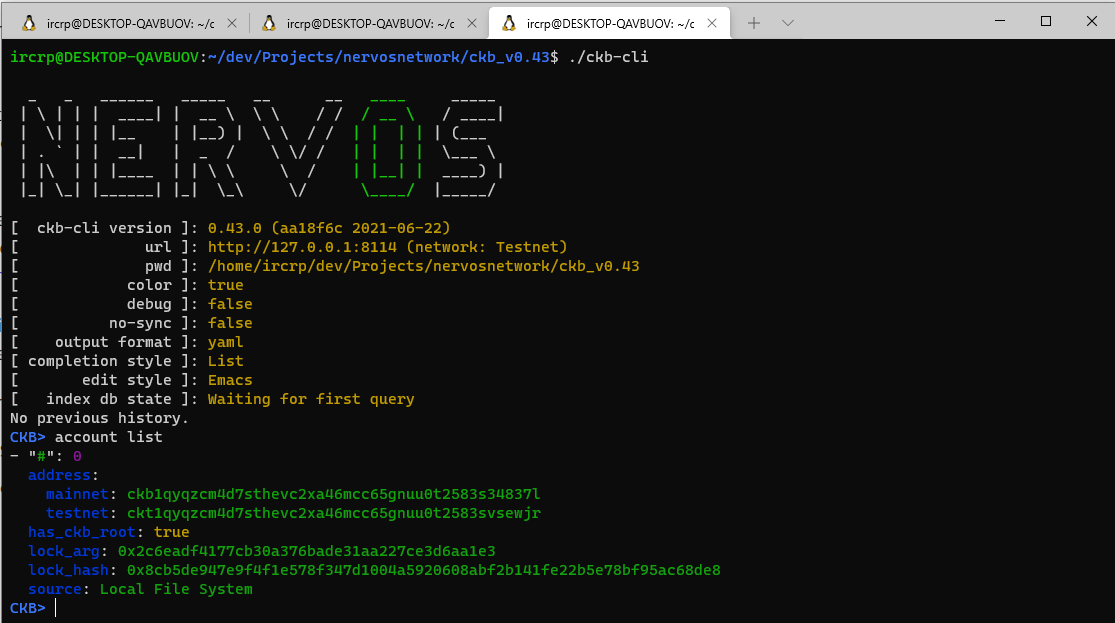 ircrp@DESKTOP-QAVBUOV: ~/c
ircrp@DESKTOP-QAVBUOV: ~/c
ircrp@DESKTOP-QAVBUOV: ~/c
ircrp@DESKTOP-QAVBUOV:~/dev/Projects/nervosnetwork/ckb_v0.43$ ./ckb-cli
NERVOS
[  ckb-cli version ]: 0.43.0 (aa18f6c 2021-06-22)
[              url ]: http://127.0.0.1:8114 (network: Testnet)
[              pwd ]: /home/ircrp/dev/Projects/nervosnetwork/ckb_v0.43
[            color ]: true
[            debug ]: false
[          no-sync ]: false
[    output format ]: yaml
[ completion style ]: List
[       edit style ]: Emacs
[   index db state ]: Waiting for first query
No previous history.
CKB> account list
- "#": 0
  address:
    mainnet: ckb1qyqzcm4d7sthevc2xa46mcc65gnuu0t2583s34837l
    testnet: ckt1qyqzcm4d7sthevc2xa46mcc65gnuu0t2583svsewjr
  has_ckb_root: true
  lock_arg: 0x2c6eadf4177cb30a376bade31aa227ce3d6aa1e3
  lock_hash: 0x8cb5de947e9f4f1e578f347d1004a5920608abf2b141fe22b5e78bf95ac68de8
  source: Local File System
CKB>